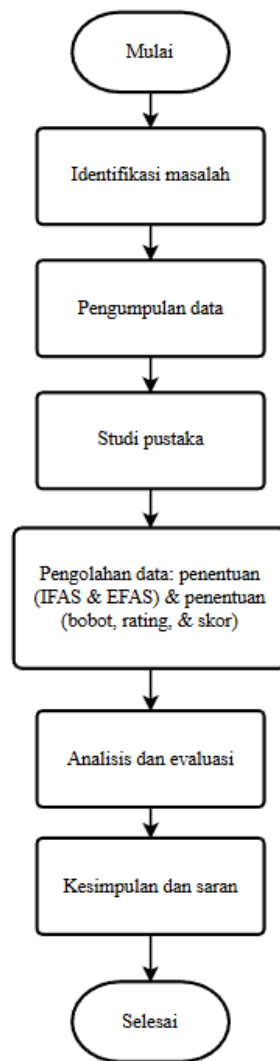 Mulai
Identifikasi masalah
Pengumpulan data
Studi pustaka
Pengolahan data: penentuan
(IFAS & EFAS) & penentuan
(bobot, rating, & skor)
Analisis dan evaluasi
Kesimpulan dan saran
Selesai